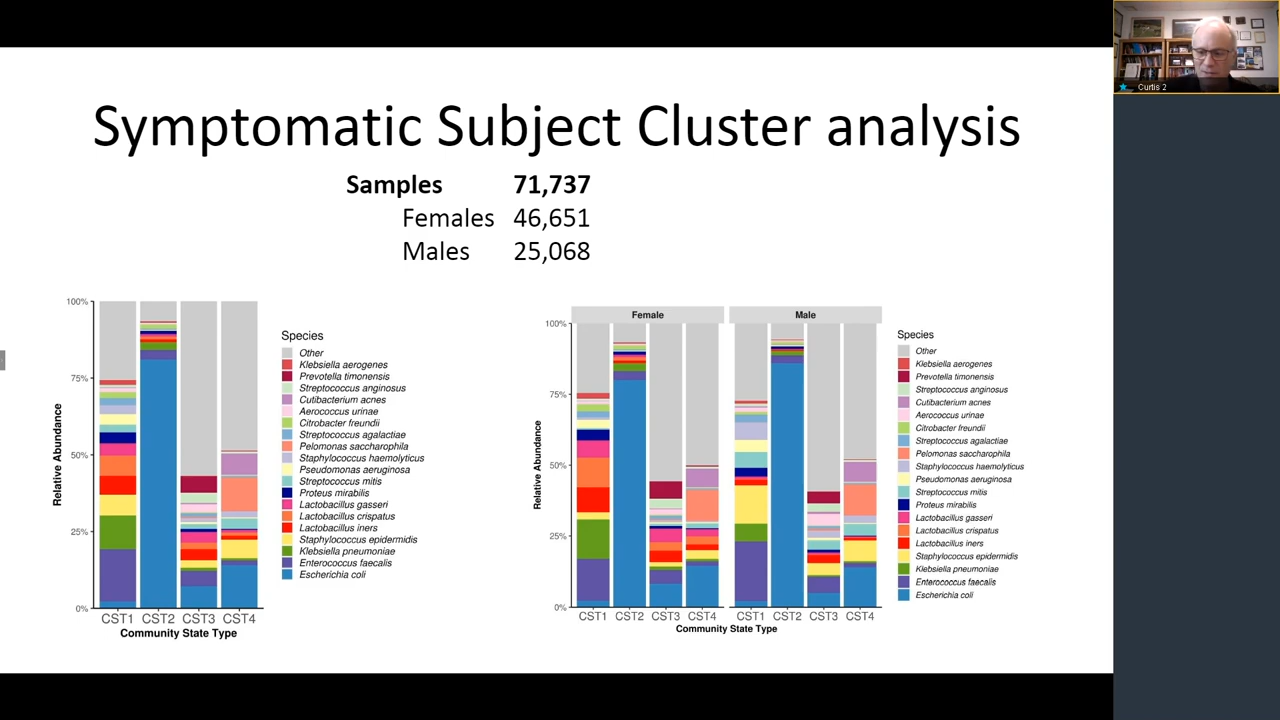 Curtis 2
Symptomatic Subject Cluster analysis
Samples 71,737
Females 46,651
Males 25,068
Relative Abundance
100%
75%
50%
25%
0%
CST1 CST2 CST3 CST4
Community State Type
Species
Other
Klebsiella aerogenes
Prevotella timonensis
Streptococcus anginosus
Cutibacterium acnes
Aerococcus urinae
Citrobacter freundii
Streptococcus agalactiae
Pelomonas saccharophila
Staphylococcus haemolyticus
Pseudomonas aeruginosa
Streptococcus mitis
Proteus mirabilis
Lactobacillus gasseri
Lactobacillus crispatus
Lactobacillus iners
Staphylococcus epidermidis
Klebsiella pneumoniae
Enterococcus faecalis
Escherichia coli
Female Male
Relative Abundance
100%
75%
50%
25%
0%
CST1 CST2 CST3 CST4 CST1 CST2 CST3 CST4
Community State Type
Species
Other
Klebsiella aerogenes
Prevotella timonensis
Streptococcus anginosus
Cutibacterium acnes
Aerococcus urinae
Citrobacter freundii
Streptococcus agalactiae
Pelomonas saccharophila
Staphylococcus haemolyticus
Pseudomonas aeruginosa
Streptococcus mitis
Proteus mirabilis
Lactobacillus gasseri
Lactobacillus crispatus
Lactobacillus iners
Staphylococcus epidermidis
Klebsiella pneumoniae
Enterococcus faecalis
Escherichia coli